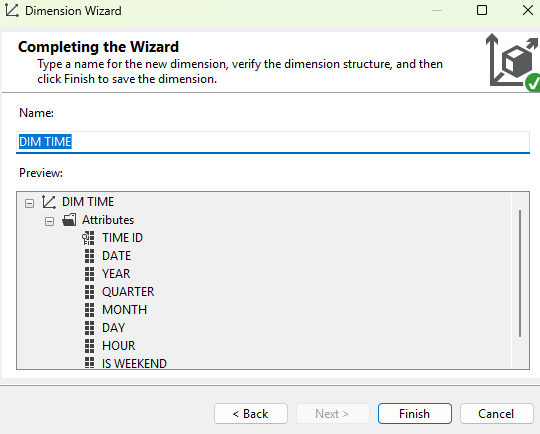 Dimension Wizard
Completing the Wizard
Type a name for the new dimension, verify the dimension structure, and then
click Finish to save the dimension.
Name:
DIM TIME
Preview:
DIM TIME
Attributes
TIME ID
DATE
YEAR
QUARTER
MONTH
DAY
HOUR
IS WEEKEND
< Back
Next >
Finish
Cancel